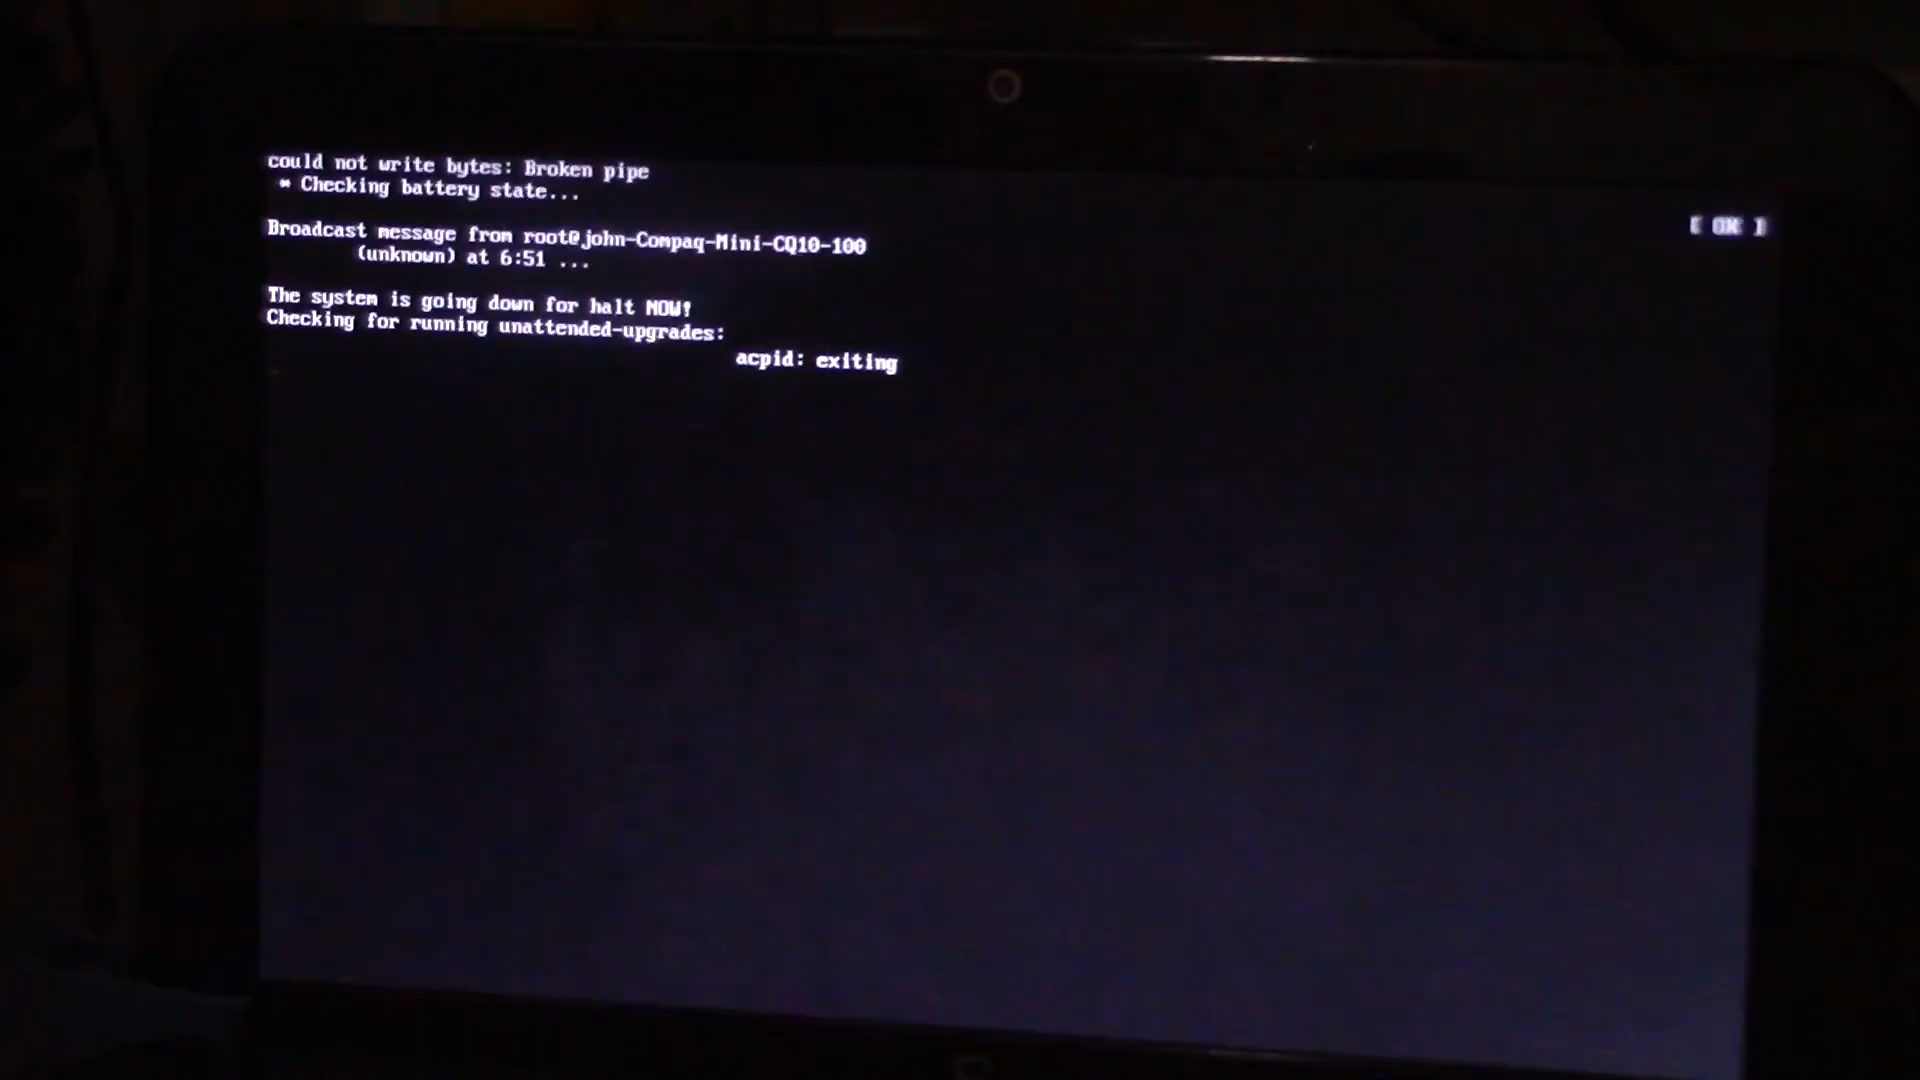 could not write bytes: Broken pipe
* Checking battery state...
[ OK ]
Broadcast message from root@john-Compaq-Mini-CQ10-100
(unknown) at 6:51 ...
The system is going down for halt NOW!
Checking for running unattended-upgrades:
acpid: exiting